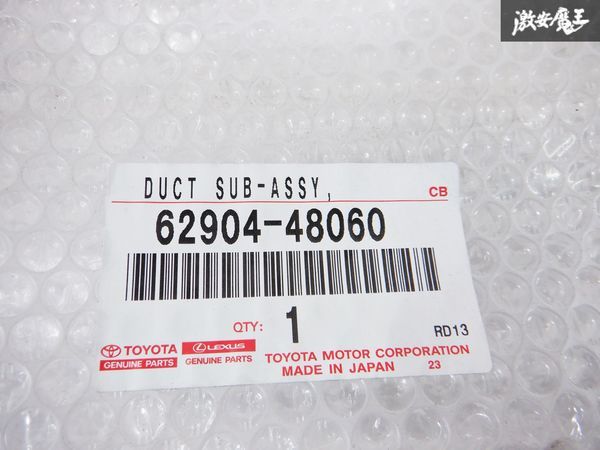 激安魔王
DUCT SUB-ASSY,
CB
62904-48060
QTY: 1
RD13
TOYOTA
GENUINE PARTS
LEXUS
GENUINE PARTS
TOYOTA MOTOR CORPORATION
MADE IN JAPAN 23